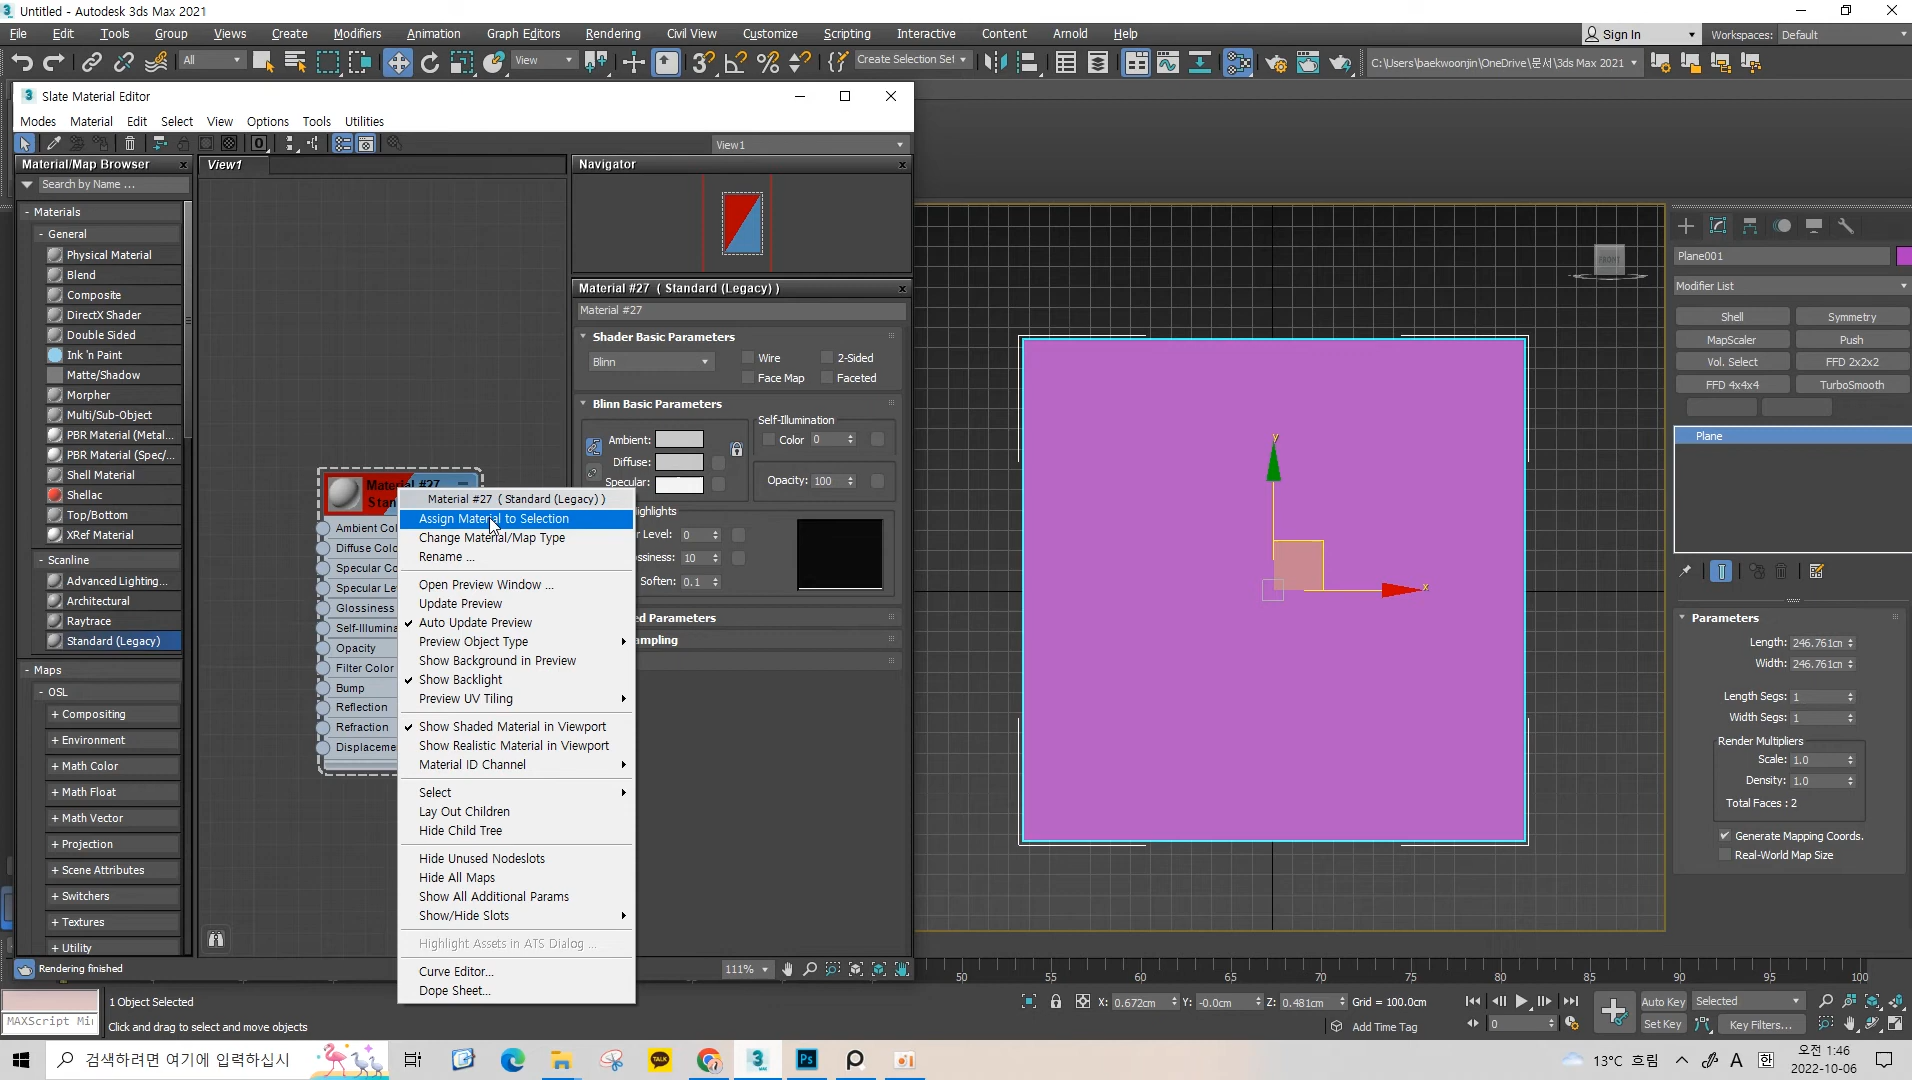 Untitled - Autodesk 3ds Max 2021
File Edit Tools Group Views Create Modifiers Animation Graph Editors Rendering Civil View Customize Scripting Interactive Content Arnold Help
Sign In Workspaces: Default
All View Create Selection Set C:\Users\baekwoonjin\OneDrive\문서\3ds Max 2021
Slate Material Editor
Modes Material Edit Select View Options Tools Utilities
View1
Material/Map Browser
Search by Name ...
- Materials
- General
Physical Material
Blend
Composite
DirectX Shader
Double Sided
Ink 'n Paint
Matte/Shadow
Morpher
Multi/Sub-Object
PBR Material (Metal...
PBR Material (Spec/...
Shell Material
Shellac
Top/Bottom
XRef Material
- Scanline
Advanced Lighting...
Architectural
Raytrace
Standard (Legacy)
- Maps
- OSL
+ Compositing
+ Environment
+ Math Color
+ Math Float
+ Math Vector
+ Projection
+ Scene Attributes
+ Switchers
+ Textures
+ Utility
Rendering finished
View1
Material #27
Stan
Ambient Col
Diffuse Colo
Specular Co
Specular Le
Glossiness
Self-Illumina
Opacity
Filter Color
Bump
Reflection
Refraction
Displaceme
Material #27 ( Standard (Legacy) )
Assign Material to Selection
Change Material/Map Type
Rename ...
Open Preview Window ...
Update Preview
Auto Update Preview
Preview Object Type
Show Background in Preview
Show Backlight
Preview UV Tiling
Show Shaded Material in Viewport
Show Realistic Material in Viewport
Material ID Channel
Select
Lay Out Children
Hide Child Tree
Hide Unused Nodeslots
Hide All Maps
Show All Additional Params
Show/Hide Slots
Highlight Assets in ATS Dialog ...
Curve Editor...
Dope Sheet...
Navigator
Material #27 ( Standard (Legacy) )
Material #27
Shader Basic Parameters
Blinn
Wire 2-Sided
Face Map Faceted
Blinn Basic Parameters
Self-Illumination
Ambient: Color 0
Diffuse:
Specular: Opacity: 100
ighlights
r Level: 0
ssiness: 10
Soften: 0.1
d Parameters
ampling
111%
FRONT
y
x
Plane001
Modifier List
Shell Symmetry
MapScaler Push
Vol. Select FFD 2x2x2
FFD 4x4x4 TurboSmooth
Plane
Parameters
Length: 246.761cm
Width: 246.761cm
Length Segs: 1
Width Segs: 1
Render Multipliers
Scale: 1.0
Density: 1.0
Total Faces : 2
Generate Mapping Coords.
Real-World Map Size
50 55 60 65 70 75 80 85 90 95 100
1 Object Selected
X: 0.672cm Y: -0.0cm Z: 0.481cm Grid = 100.0cm
Auto Key Selected
MAXScript Mi
Click and drag to select and move objects
Add Time Tag
0
Set Key Key Filters...
검색하려면 여기에 입력하십시
TALK
Ps
13°C 흐림
A
한
오전 1:46
2022-10-06